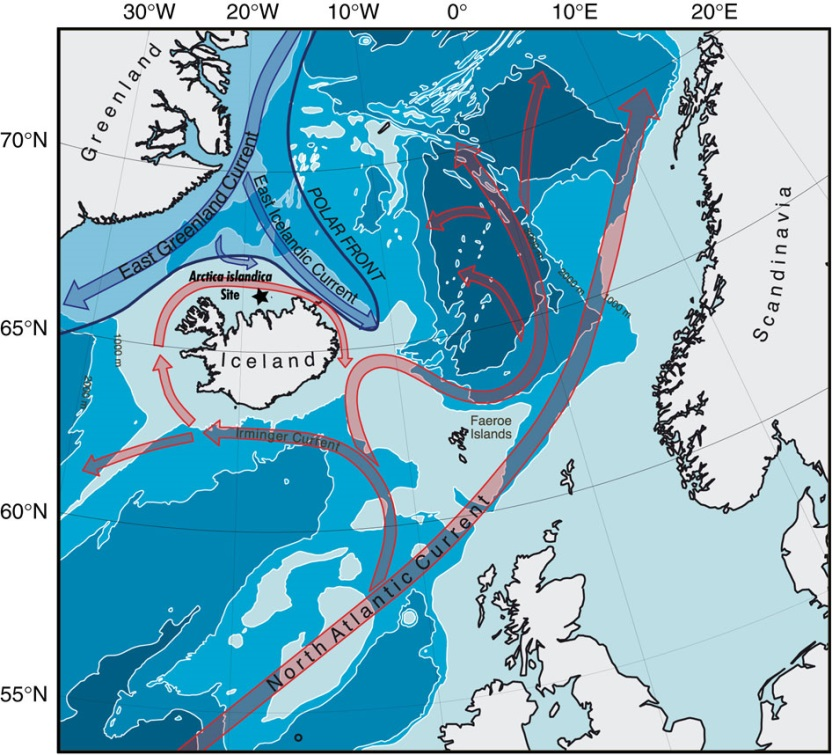 30°W 20°W 10°W 0° 10°E 20°E
70°N
65°N
60°N
55°N
Greenland
East Greenland Current
East Icelandic Current
POLAR FRONT
Arctica islandica
Site
Iceland
1000 m
Irminger Current
Faeroe
Islands
1000 m
North Atlantic Current
Scandinavia